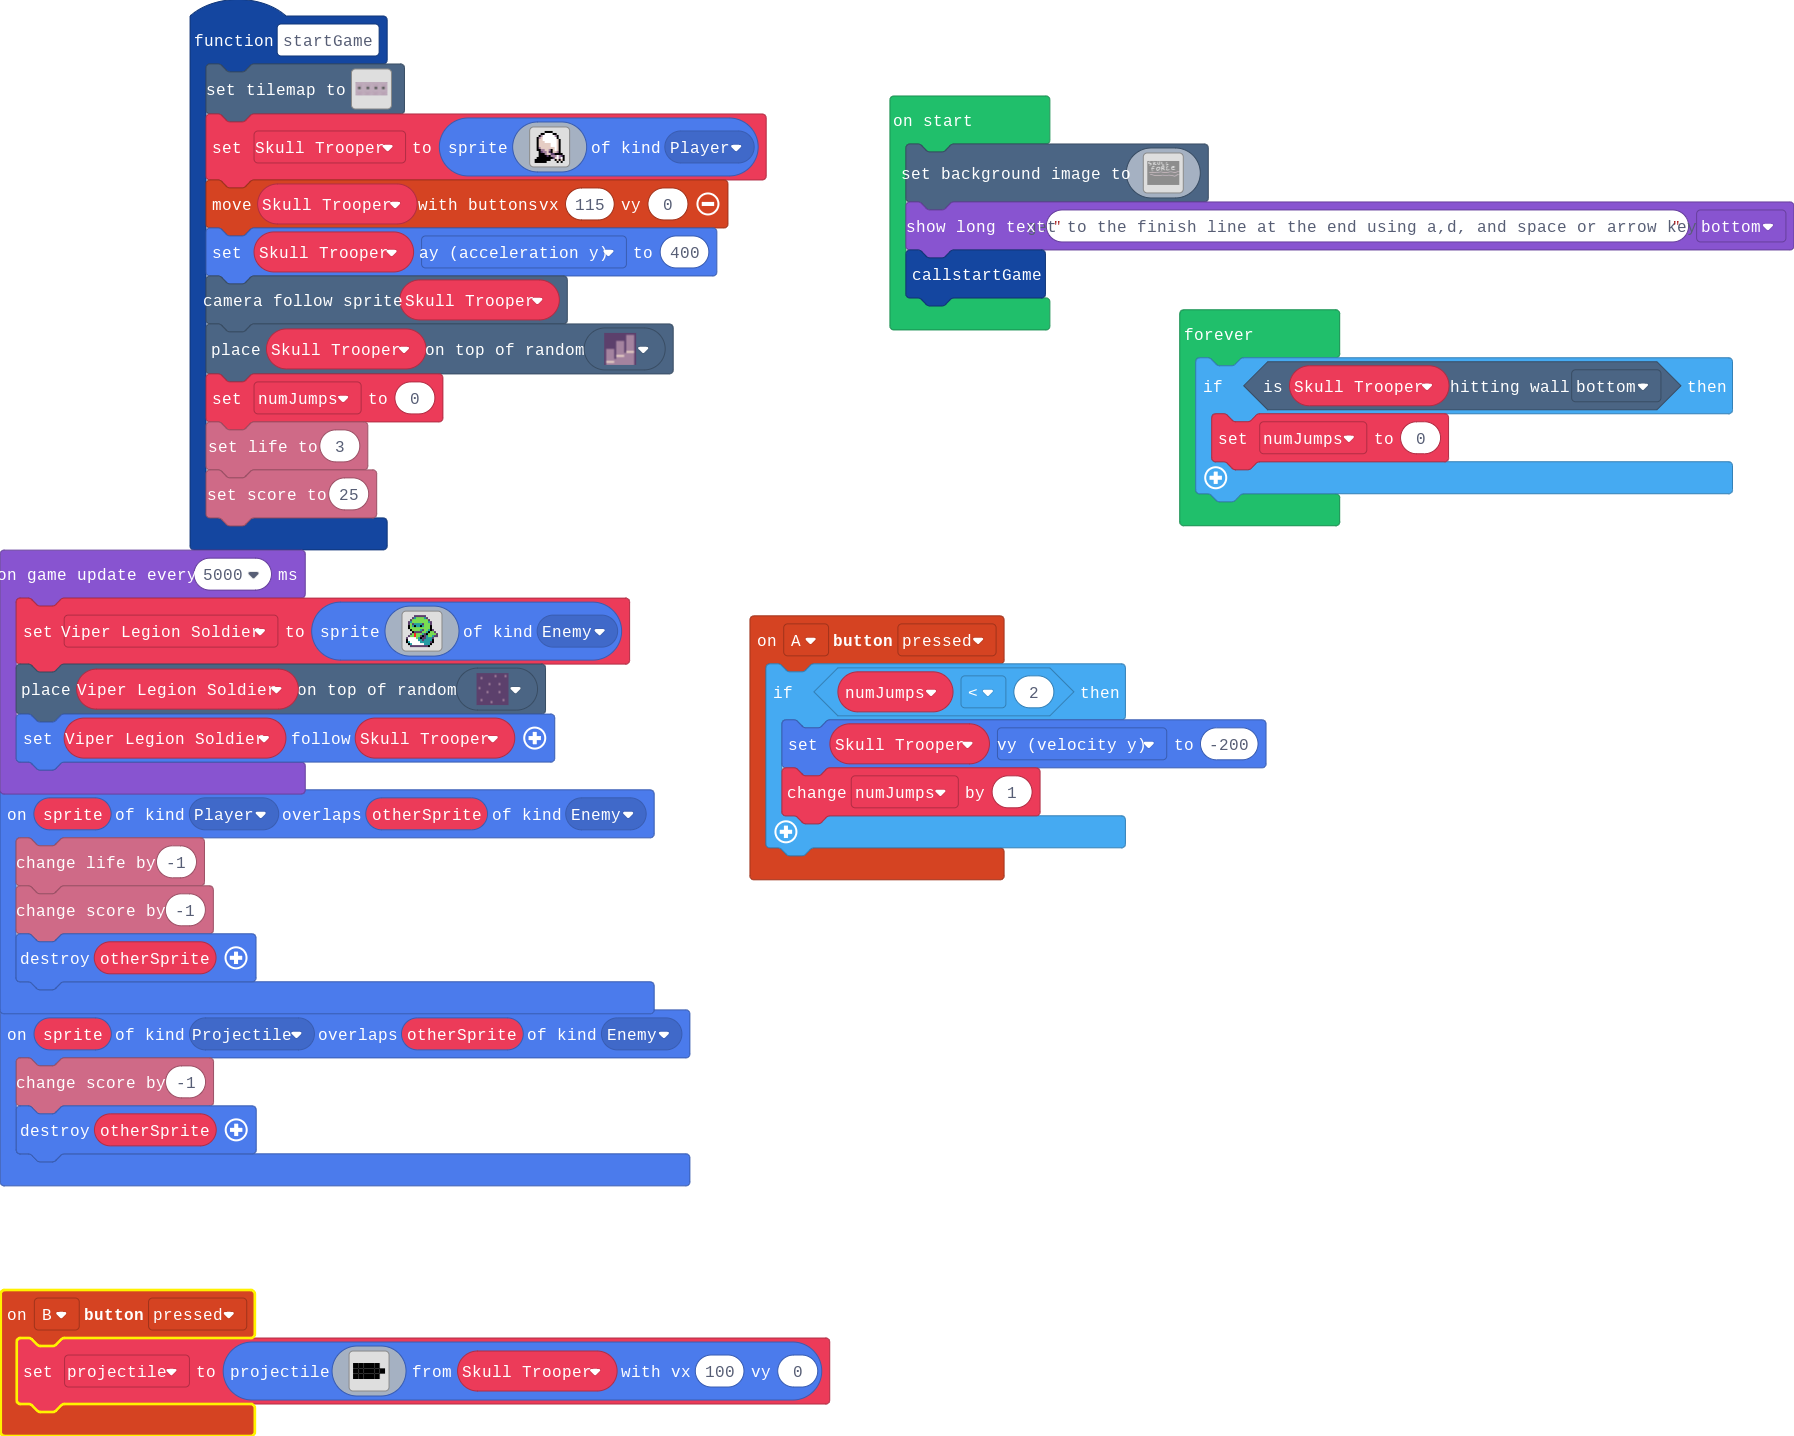 function startGame
set tilemap to
set Skull Trooper to sprite of kind Player
move Skull Trooper with buttons vx 115 vy 0
set Skull Trooper ay (acceleration y) to 400
camera follow sprite Skull Trooper
place Skull Trooper on top of random
set numJumps to 0
set life to 3
set score to 25
on start
set background image to
show long text " to the finish line at the end using a,d, and space or arrow key" bottom
call startGame
forever
if is Skull Trooper hitting wall bottom then
set numJumps to 0
on game update every 5000 ms
set Viper Legion Soldier to sprite of kind Enemy
place Viper Legion Soldier on top of random
set Viper Legion Soldier follow Skull Trooper
on A button pressed
if numJumps < 2 then
set Skull Trooper vy (velocity y) to -200
change numJumps by 1
on sprite of kind Player overlaps otherSprite of kind Enemy
change life by -1
change score by -1
destroy otherSprite
on sprite of kind Projectile overlaps otherSprite of kind Enemy
change score by -1
destroy otherSprite
on B button pressed
set projectile to projectile from Skull Trooper with vx 100 vy 0